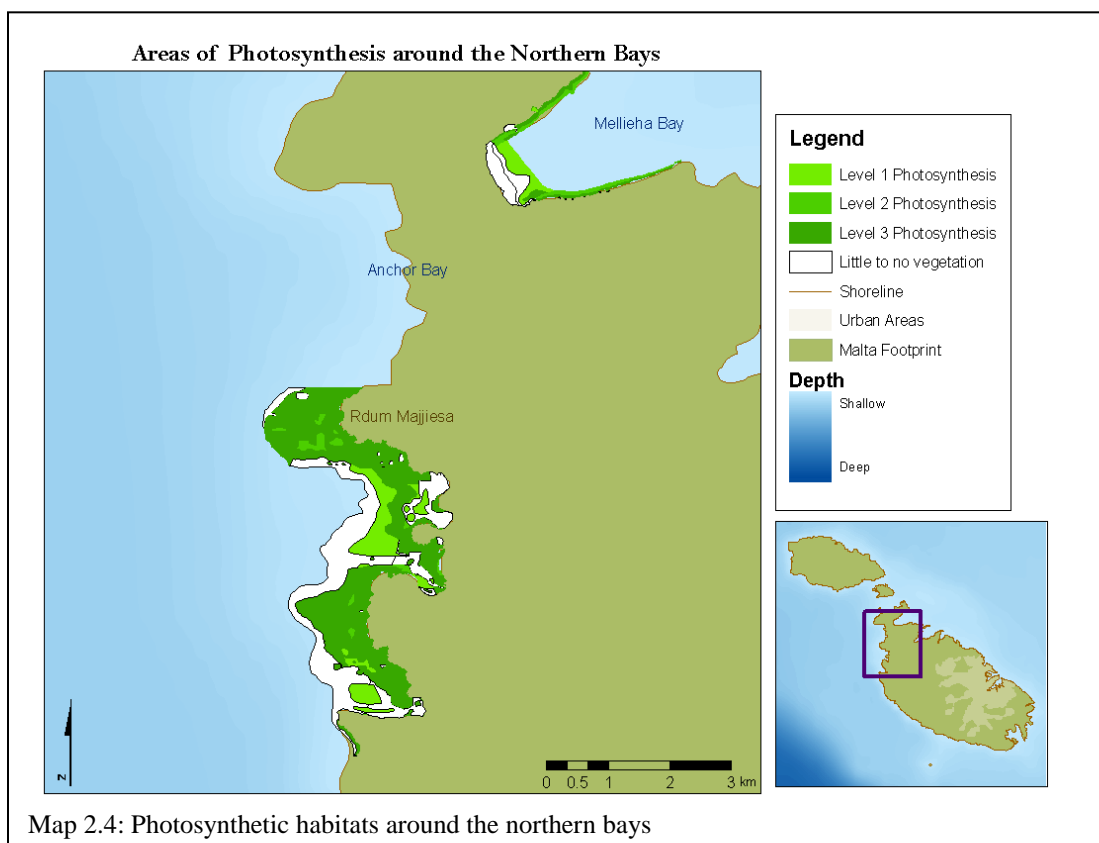 Areas of Photosynthesis around the Northern Bays
Mellieha Bay
Anchor Bay
Rdum Majjiesa
N
0 0.5 1 2 3 km
Legend
Level 1 Photosynthesis
Level 2 Photosynthesis
Level 3 Photosynthesis
Little to no vegetation
Shoreline
Urban Areas
Malta Footprint
Depth
Shallow
Deep
Map 2.4: Photosynthetic habitats around the northern bays